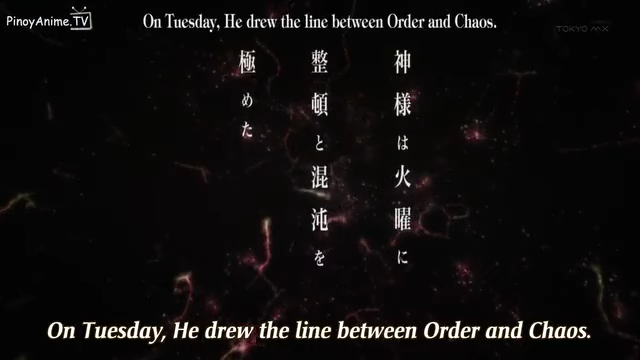 PinoyAnime.TV
On Tuesday, He drew the line between Order and Chaos.
TOKYO MX
神様は火曜に
整頓と混沌を
極めた
On Tuesday, He drew the line between Order and Chaos.